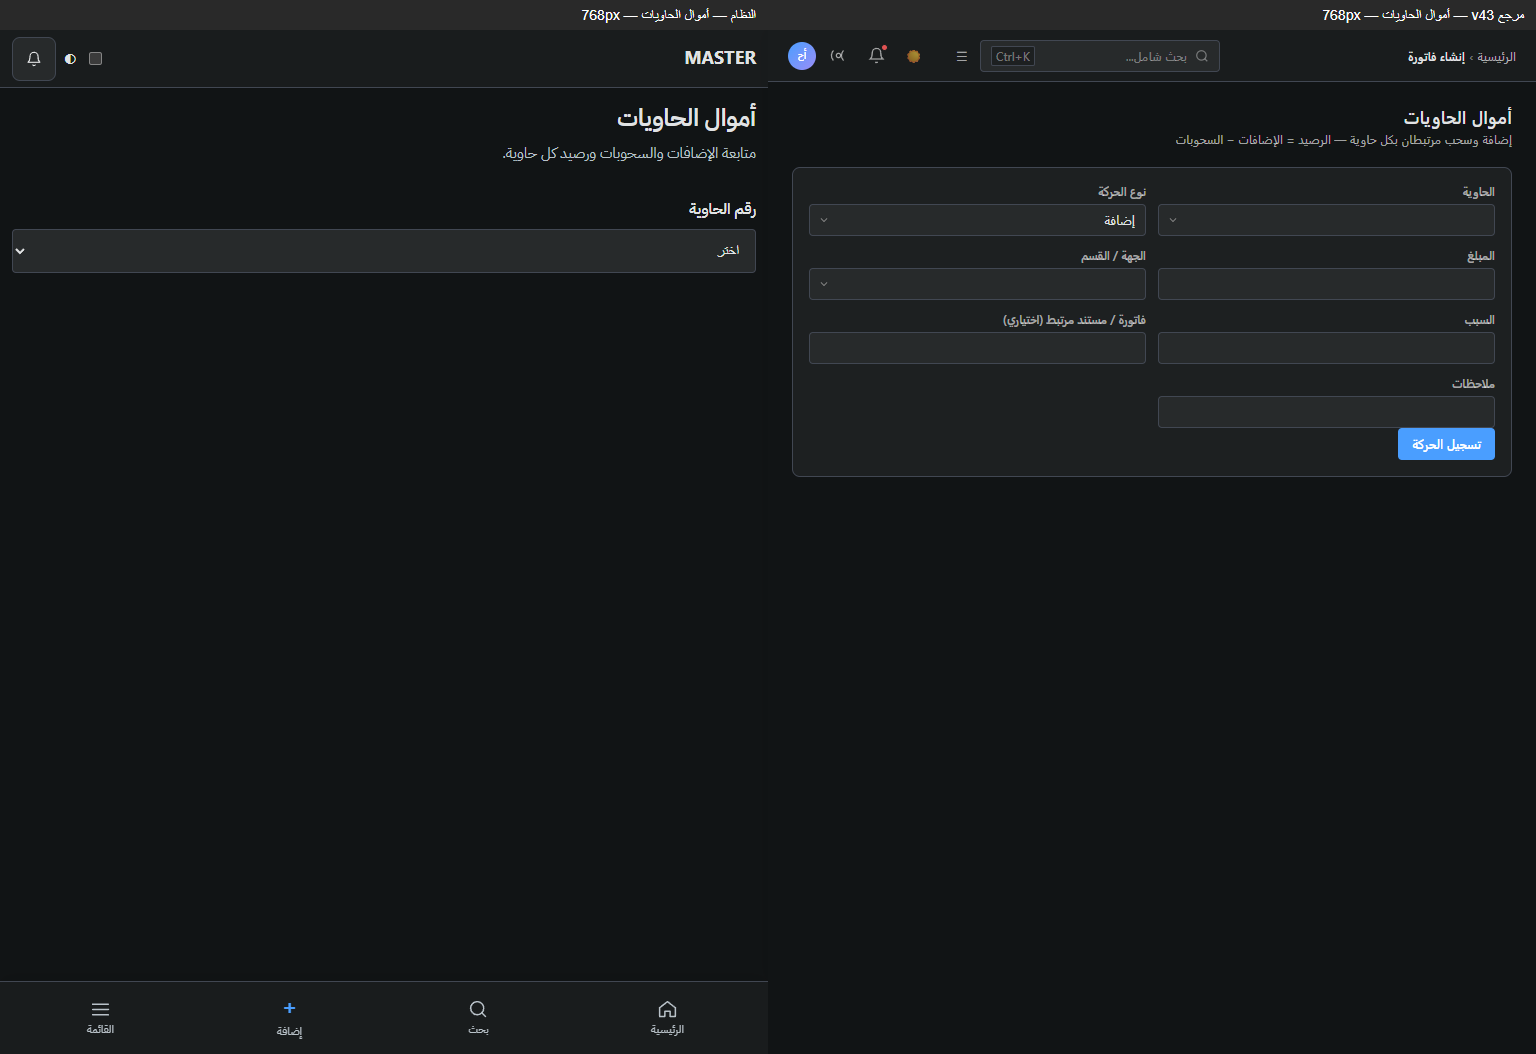 مرجع v43 — أموال الحاويات — 768px
الرئيسية › إنشاء فاتورة
بحث شامل...
Ctrl+K
أح
أموال الحاويات
إضافة وسحب مرتبطان بكل حاوية — الرصيد = الإضافات − السحوبات
الحاوية
نوع الحركة
إضافة
المبلغ
الجهة / القسم
السبب
فاتورة / مستند مرتبط (اختياري)
ملاحظات
تسجيل الحركة
النظام — أموال الحاويات — 768px
MASTER
أموال الحاويات
متابعة الإضافات والسحوبات ورصيد كل حاوية.
رقم الحاوية
اختر
الرئيسية
بحث
إضافة
القائمة